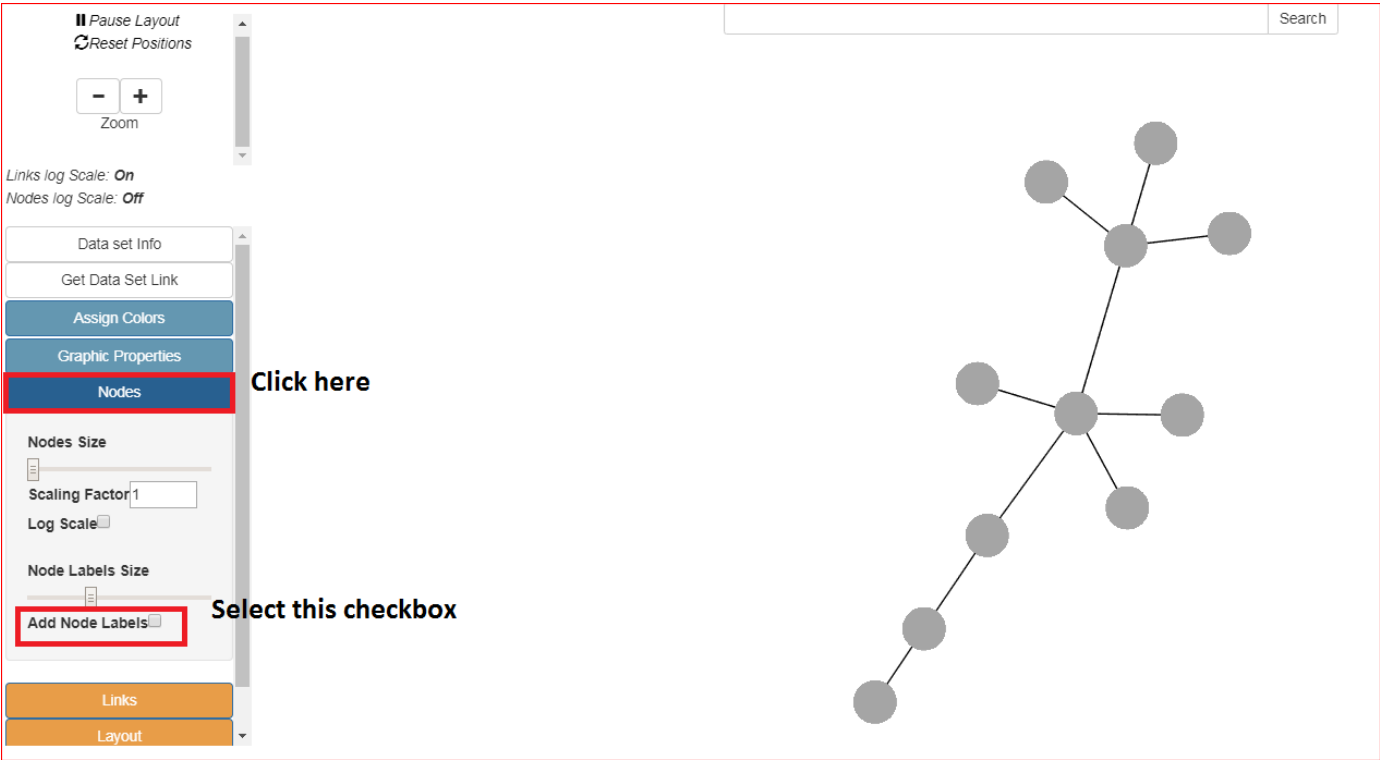 Pause Layout
Reset Positions
Search
- +
Zoom
Links log Scale: On
Nodes log Scale: Off
Data set Info
Get Data Set Link
Assign Colors
Graphic Properties
Nodes
Click here
Nodes Size
Scaling Factor 1
Log Scale
Node Labels Size
Select this checkbox
Add Node Labels
Links
Layout